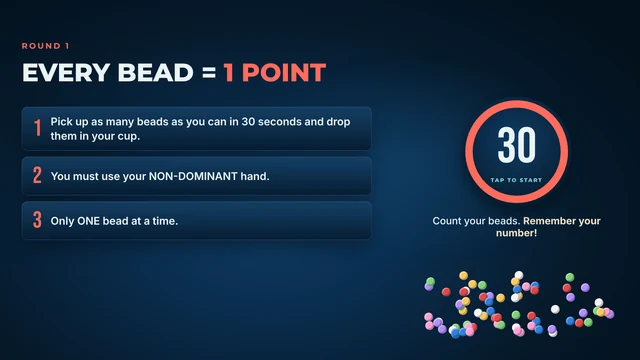 ROUND 1
EVERY BEAD = 1 POINT
1 Pick up as many beads as you can in 30 seconds and drop
them in your cup.
2 You must use your NON-DOMINANT hand.
3 Only ONE bead at a time.
30
TAP TO START
Count your beads. Remember your
number!